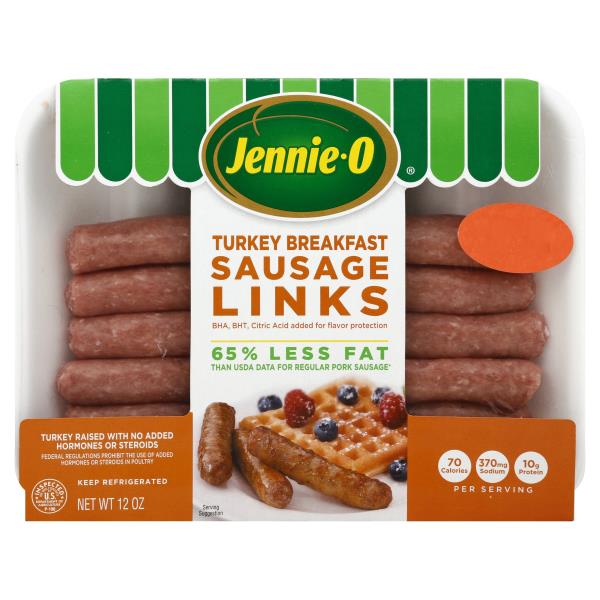 Jennie-O
®
TURKEY BREAKFAST
SAUSAGE
LINKS
BHA, BHT, Citric Acid added for flavor protection
65% LESS FAT
THAN USDA DATA FOR REGULAR PORK SAUSAGE*
TURKEY RAISED WITH NO ADDED
HORMONES OR STEROIDS
FEDERAL REGULATIONS PROHIBIT THE USE OF ADDED
HORMONES OR STEROIDS IN POULTRY
KEEP REFRIGERATED
INSPECTED
U.S.
P-190
NET WT 12 OZ
Serving
Suggestion
70
Calories
370mg
Sodium
10g
Protein
PER SERVING